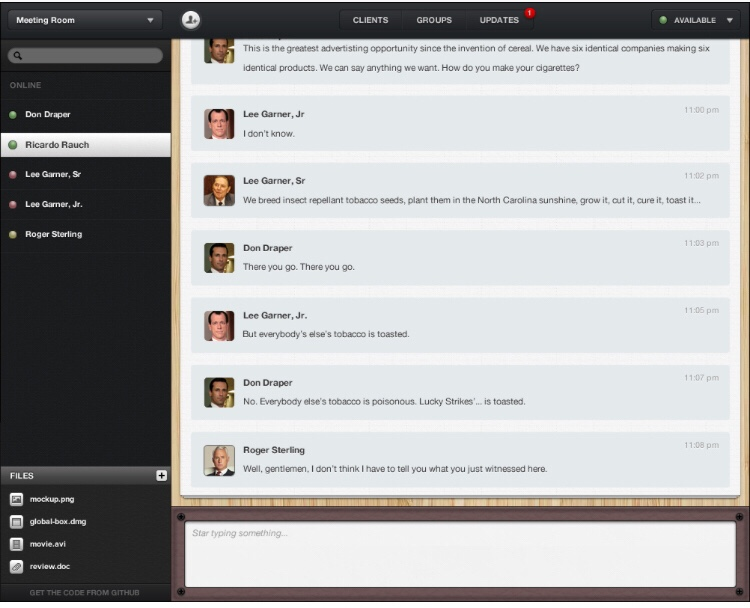 Meeting Room
CLIENTS
GROUPS
UPDATES
1
AVAILABLE
ONLINE
Don Draper
Ricardo Rauch
Lee Garner, Sr
Lee Garner, Jr.
Roger Sterling
FILES
mockup.png
global-box.dmg
movie.avi
review.doc
GET THE CODE FROM GITHUB
This is the greatest advertisting opportunity since the invention of cereal. We have six identical companies making six
identical products. We can say anything we want. How do you make your cigarettes?
Lee Garner, Jr
11:00 pm
I don't know.
Lee Garner, Sr
11:02 pm
We breed insect repellant tobacco seeds, plant them in the North Carolina sunshine, grow it, cut it, cure it, toast it...
Don Draper
11:03 pm
There you go. There you go.
Lee Garner, Jr.
11:05 pm
But everybody's else's tobacco is toasted.
Don Draper
11:07 pm
No. Everybody else's tobacco is poisonous. Lucky Strikes'... is toasted.
Roger Sterling
11:08 pm
Well, gentlemen, I don't think I have to tell you what you just witnessed here.
Star typing something...